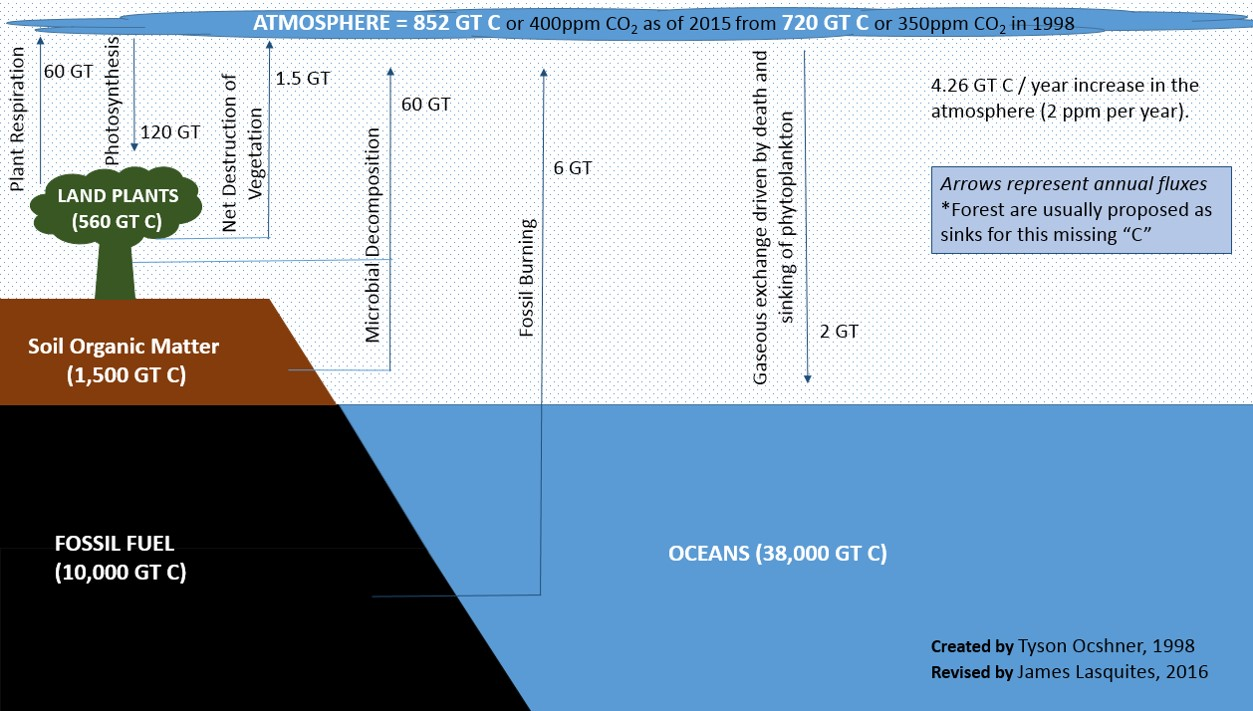 ATMOSPHERE = 852 GT C or 400ppm CO₂ as of 2015 from 720 GT C or 350ppm CO₂ in 1998
Plant Respiration
60 GT
Photosynthesis
120 GT
Net Destruction of
Vegetation
1.5 GT
Microbial Decomposition
60 GT
Fossil Burning
6 GT
Gaseous exchange driven by death and
sinking of phytoplankton
2 GT
4.26 GT C / year increase in the
atmosphere (2 ppm per year).
Arrows represent annual fluxes
*Forest are usually proposed as
sinks for this missing “C”
LAND PLANTS
(560 GT C)
Soil Organic Matter
(1,500 GT C)
FOSSIL FUEL
(10,000 GT C)
OCEANS (38,000 GT C)
Created by Tyson Ocshner, 1998
Revised by James Lasquites, 2016